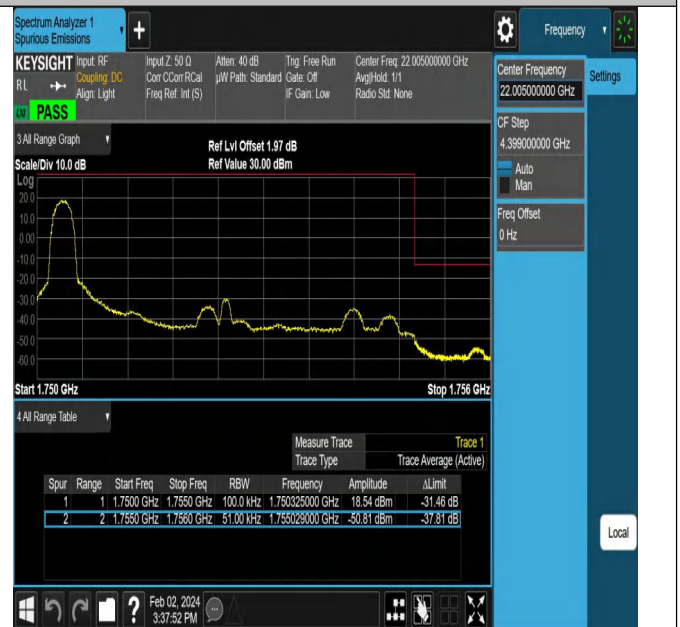 Spectrum Analyzer 1
Spurious Emissions
+
Frequency
KEYSIGHT Input: RF Input Z: 50 Ω Atten: 40 dB Trig: Free Run Center Freq: 22.005000000 GHz
RL Coupling: DC Corr CCorr RCal µW Path: Standard Gate: Off Avg|Hold: 1/1
Align: Light Freq Ref: Int (S) IF Gain: Low Radio Std: None
LXI PASS
Center Frequency
22.005000000 GHz
Settings
CF Step
4.399000000 GHz
Auto
Man
Freq Offset
0 Hz
3 All Range Graph
Ref Lvl Offset 1.97 dB
Scale/Div 10.0 dB Ref Value 30.00 dBm
Log
20.0
10.0
0.00
-10.0
-20.0
-30.0
-40.0
-50.0
-60.0
Start 1.750 GHz Stop 1.756 GHz
4 All Range Table
Measure Trace Trace 1
Trace Type Trace Average (Active)
Spur Range Start Freq Stop Freq RBW Frequency Amplitude ΔLimit
1 1 1.7500 GHz 1.7550 GHz 100.0 kHz 1.750325000 GHz 18.54 dBm -31.46 dB
2 2 1.7550 GHz 1.7560 GHz 51.00 kHz 1.755029000 GHz -50.81 dBm -37.81 dB
Local
? Feb 02, 2024
3:37:52 PM